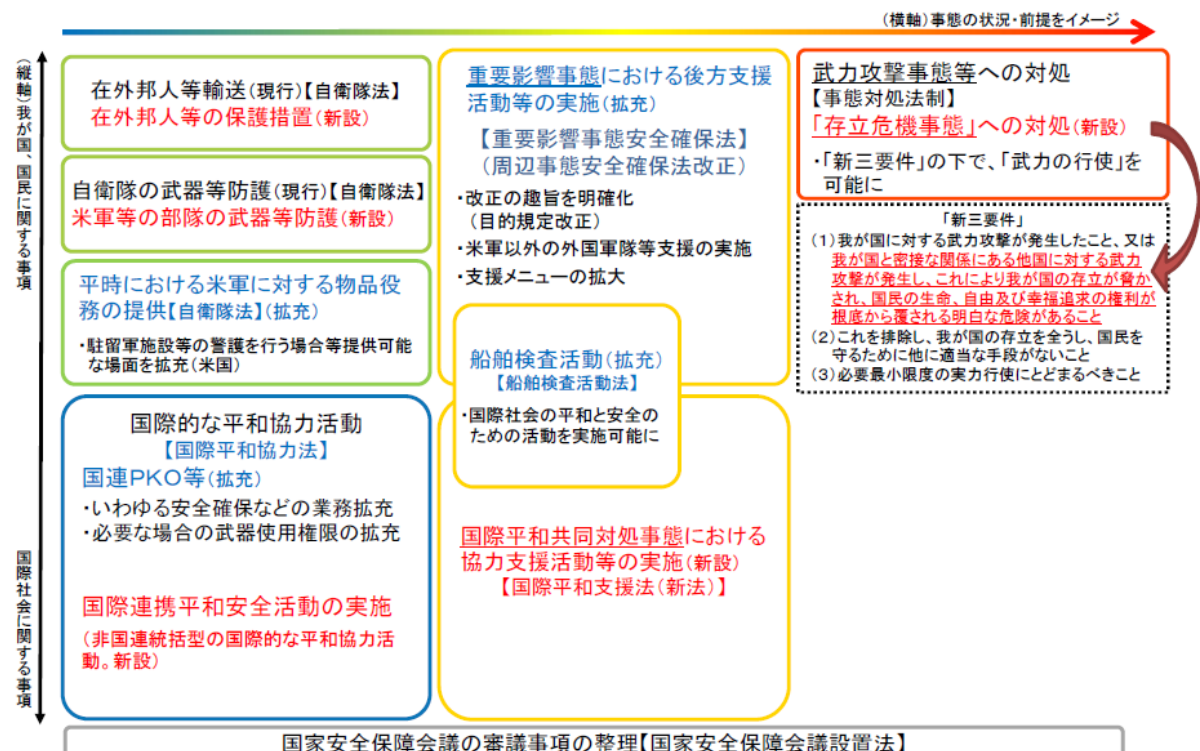 (横軸)事態の状況・前提をイメージ
(縦軸)我が国、国民に関する事項
国際社会に関する事項
在外邦人等輸送(現行)【自衛隊法】
在外邦人等の保護措置(新設)
自衛隊の武器等防護(現行)【自衛隊法】
米軍等の部隊の武器等防護(新設)
平時における米軍に対する物品役
務の提供【自衛隊法】(拡充)
・駐留軍施設等の警護を行う場合等提供可能
な場面を拡充(米国)
国際的な平和協力活動
【国際平和協力法】
国連PKO等(拡充)
・いわゆる安全確保などの業務拡充
・必要な場合の武器使用権限の拡充
国際連携平和安全活動の実施
(非国連統括型の国際的な平和協力活
動。新設)
重要影響事態における後方支援
活動等の実施(拡充)
【重要影響事態安全確保法】
(周辺事態安全確保法改正)
・改正の趣旨を明確化
(目的規定改正)
・米軍以外の外国軍隊等支援の実施
・支援メニューの拡大
船舶検査活動(拡充)
【船舶検査活動法】
・国際社会の平和と安全の
ための活動を実施可能に
国際平和共同対処事態における
協力支援活動等の実施(新設)
【国際平和支援法(新法)】
武力攻撃事態等への対処
【事態対処法制】
「存立危機事態」への対処(新設)
・「新三要件」の下で、「武力の行使」を
可能に
「新三要件」
(1)我が国に対する武力攻撃が発生したこと、又は
我が国と密接な関係にある他国に対する武力
攻撃が発生し、これにより我が国の存立が脅か
され、国民の生命、自由及び幸福追求の権利が
根底から覆される明白な危険があること
(2)これを排除し、我が国の存立を全うし、国民を
守るために他に適当な手段がないこと
(3)必要最小限度の実力行使にとどまるべきこと
国家安全保障会議の審議事項の整理【国家安全保障会議設置法】